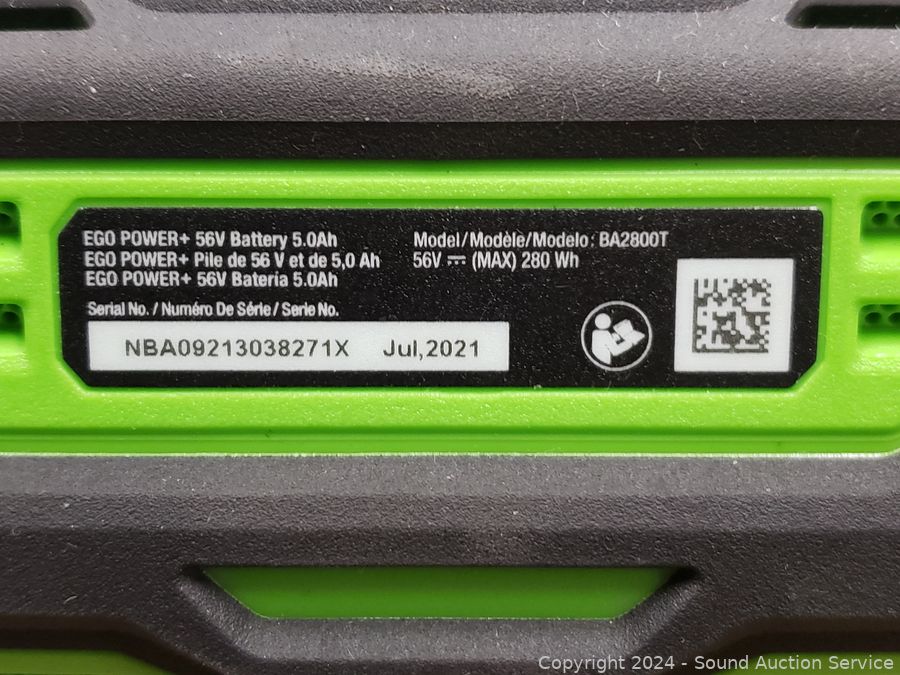 EGO POWER+ 56V Battery 5.0Ah
EGO POWER+ Pile de 56 V et de 5,0 Ah
EGO POWER+ 56V Bateria 5.0Ah
Model/Modèle/Modelo: BA2800T
56V ⎓ (MAX) 280 Wh
Serial No. / Numéro De Série / Serie No.
NBA09213038271X Jul,2021
Copyright 2024 - Sound Auction Service